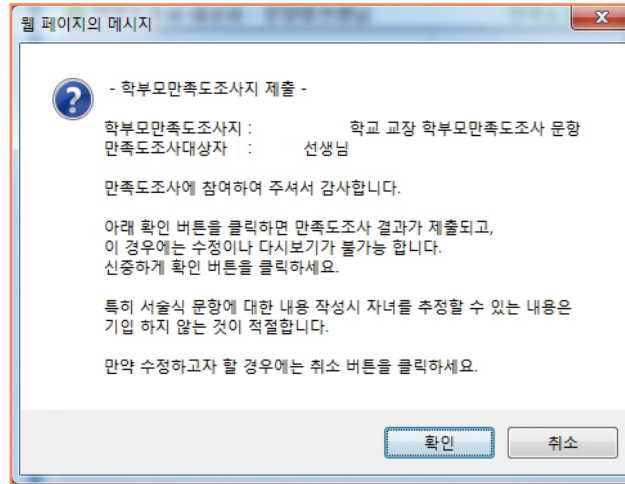 웹 페이지의 메시지
- 학부모만족도조사지 제출 -
학부모만족도조사지 : 학교 교장 학부모만족도조사 문항
만족도조사대상자 : 선생님
만족도조사에 참여하여 주셔서 감사합니다.
아래 확인 버튼을 클릭하면 만족도조사 결과가 제출되고,
이 경우에는 수정이나 다시보기가 불가능 합니다.
신중하게 확인 버튼을 클릭하세요.
특히 서술식 문항에 대한 내용 작성시 자녀를 추정할 수 있는 내용은
기입 하지 않는 것이 적절합니다.
만약 수정하고자 할 경우에는 취소 버튼을 클릭하세요.
확인 취소